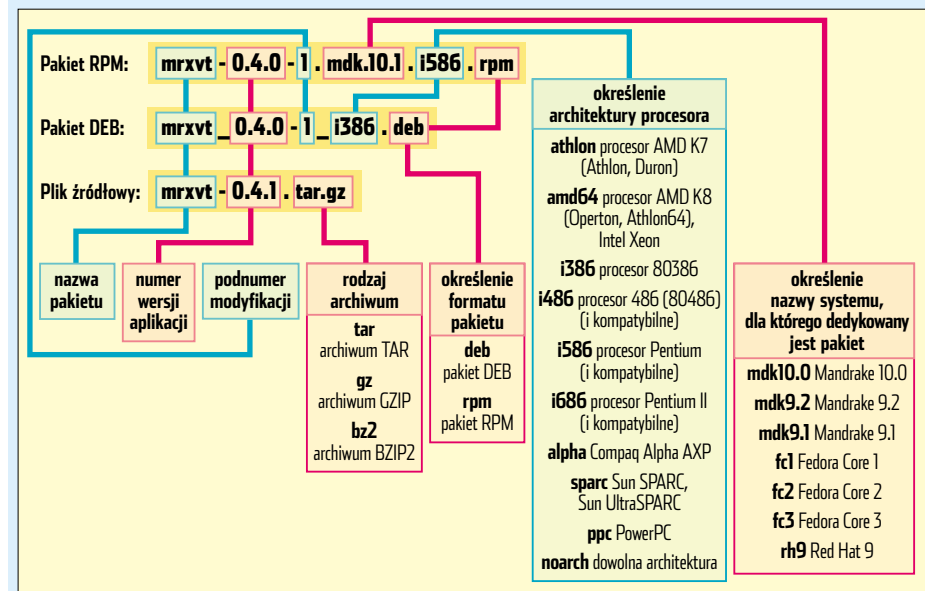 Pakiet RPM: mrxvt-0.4.0-1.mdk.10.1.i586.rpm
Pakiet DEB: mrxvt_0.4.0-1_i386.deb
Plik źródłowy: mrxvt-0.4.1.tar.gz
nazwa
pakietu
numer
wersji
aplikacji
podnumer
modyfikacji
rodzaj
archiwum
tar
archiwum TAR
gz
archiwum GZIP
bz2
archiwum BZIP2
określenie
formatu
pakietu
deb
pakiet DEB
rpm
pakiet RPM
określenie
architektury procesora
athlon procesor AMD K7
(Athlon, Duron)
amd64 procesor AMD K8
(Operton, Athlon64),
Intel Xeon
i386 procesor 80386
i486 procesor 486 (80486)
(i kompatybilne)
i586 procesor Pentium
(i kompatybilne)
i686 procesor Pentium II
(i kompatybilne)
alpha Compaq Alpha AXP
sparc Sun SPARC,
Sun UltraSPARC
ppc PowerPC
noarch dowolna architektura
określenie
nazwy systemu,
dla którego dedykowany
jest pakiet
mdk10.0 Mandrake 10.0
mdk9.2 Mandrake 9.2
mdk9.1 Mandrake 9.1
fc1 Fedora Core 1
fc2 Fedora Core 2
fc3 Fedora Core 3
rh9 Red Hat 9